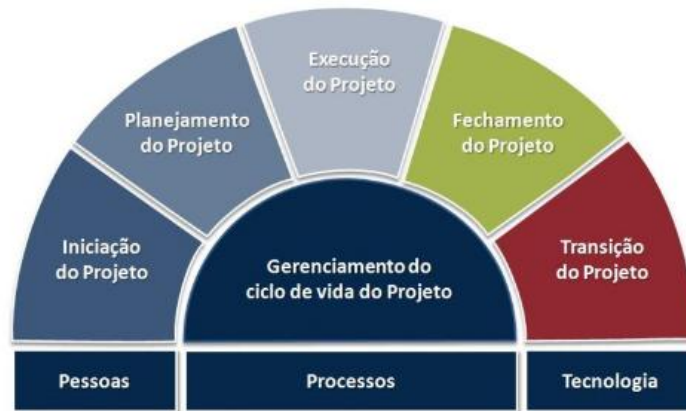 Execução
do Projeto
Planejamento
do Projeto
Fechamento
do Projeto
Iniciação
do Projeto
Gerenciamento do
ciclo de vida do Projeto
Transição
do Projeto
Pessoas
Processos
Tecnologia